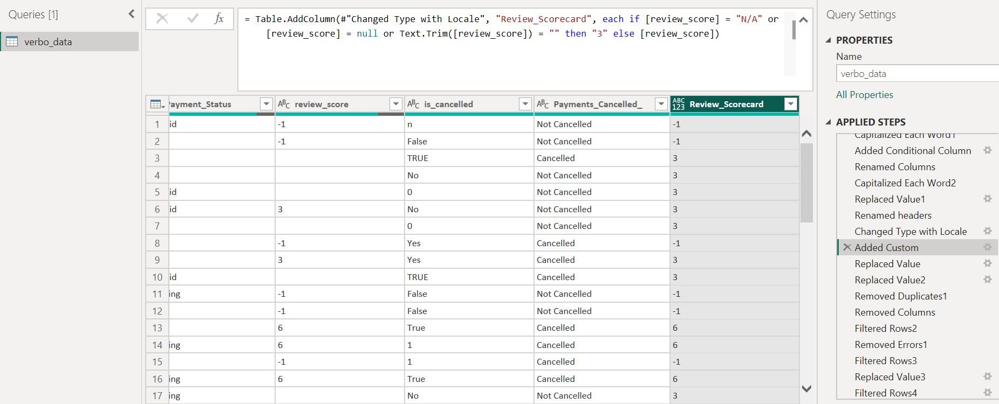 Queries [1]
verbo_data
fx
= Table.AddColumn(#"Changed Type with Locale", "Review_Scorecard", each if [review_score] = "N/A" or
[review_score] = null or Text.Trim([review_score]) = "" then "3" else [review_score])
Payment_Status ABC review_score ABC is_cancelled ABC Payments_Cancelled_ ABC 123 Review_Scorecard
1 id -1 n Not Cancelled -1
2 -1 False Not Cancelled -1
3 TRUE Cancelled 3
4 No Not Cancelled 3
5 id 0 Not Cancelled 3
6 id 3 No Not Cancelled 3
7 0 Not Cancelled 3
8 -1 Yes Cancelled -1
9 3 Yes Cancelled 3
10 id TRUE Cancelled 3
11 ing -1 False Not Cancelled -1
12 -1 False Not Cancelled -1
13 6 True Cancelled 6
14 ing 6 1 Cancelled 6
15 -1 1 Cancelled -1
16 ing 6 True Cancelled 6
17 ing No Not Cancelled 3
Query Settings
PROPERTIES
Name
verbo_data
All Properties
APPLIED STEPS
Capitalized Each Word1
Added Conditional Column
Renamed Columns
Capitalized Each Word2
Replaced Value1
Renamed headers
Changed Type with Locale
Added Custom
Replaced Value
Replaced Value2
Removed Duplicates1
Removed Columns
Filtered Rows2
Removed Errors1
Filtered Rows3
Replaced Value3
Filtered Rows4